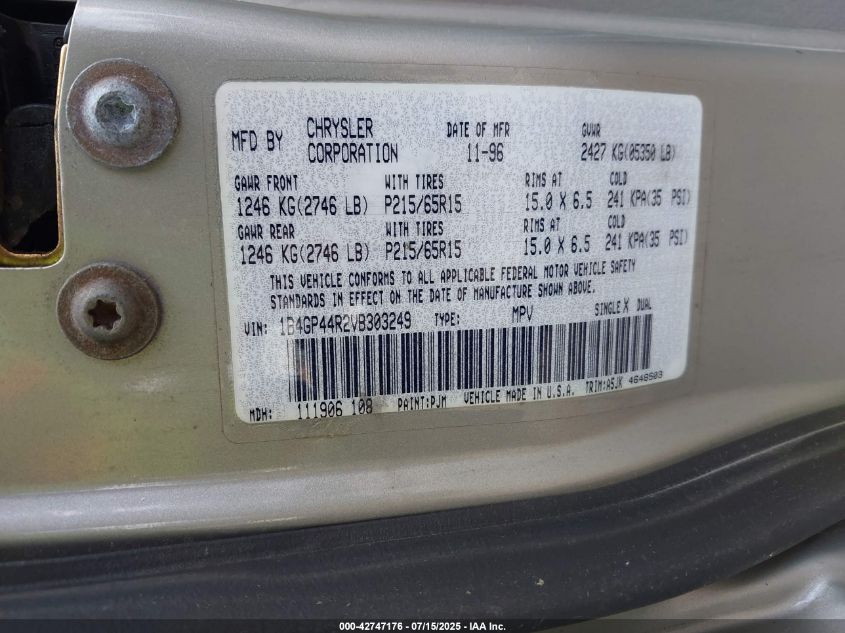 MFD BY CHRYSLER CORPORATION DATE OF MFR 11-96 GVWR 2427 KG(05350 LB)
GAWR FRONT WITH TIRES RIMS AT COLD
1246 KG(2746 LB) P215/65R15 15.0 X 6.5 241 KPA(35 PSI)
GAWR REAR WITH TIRES RIMS AT COLD
1246 KG(2746 LB) P215/65R15 15.0 X 6.5 241 KPA(35 PSI)
THIS VEHICLE CONFORMS TO ALL APPLICABLE FEDERAL MOTOR VEHICLE SAFETY
STANDARDS IN EFFECT ON THE DATE OF MANUFACTURE SHOWN ABOVE.
VIN: 1B4GP44R2VB303249 TYPE: MPV SINGLE X DUAL
MDH: 111906 108 PAINT:PJM VEHICLE MADE IN U.S.A. TRIM:A5JK 4648503
000-42747176 - 07/15/2025 - IAA Inc.